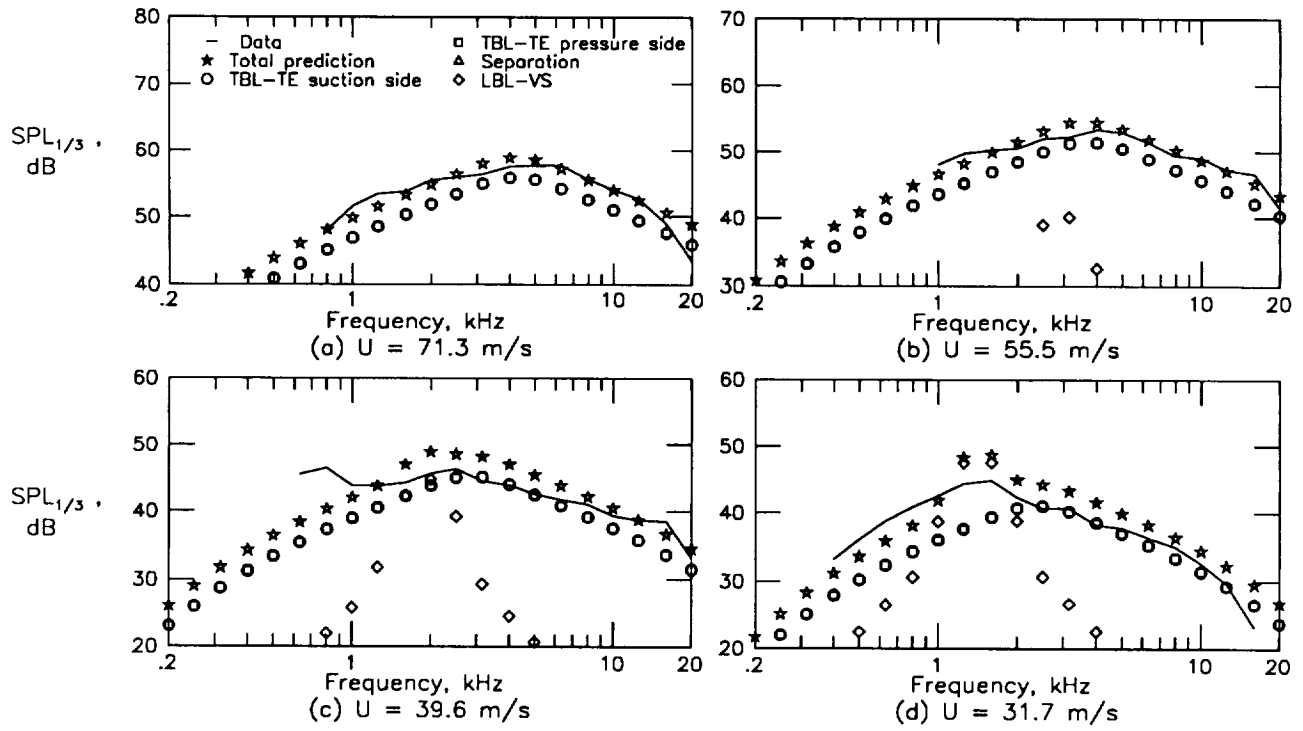 80
70
60
50
40
.2
1
10
20
SPL1/3 ,
dB
— Data
☆ Total prediction
○ TBL-TE suction side
□ TBL-TE pressure side
△ Separation
◇ LBL-VS
Frequency, kHz
(a) U = 71.3 m/s
70
60
50
40
30
.2
1
10
20
Frequency, kHz
(b) U = 55.5 m/s
60
50
40
30
20
.2
1
10
20
SPL1/3 ,
dB
Frequency, kHz
(c) U = 39.6 m/s
60
50
40
30
20
.2
1
10
20
Frequency, kHz
(d) U = 31.7 m/s